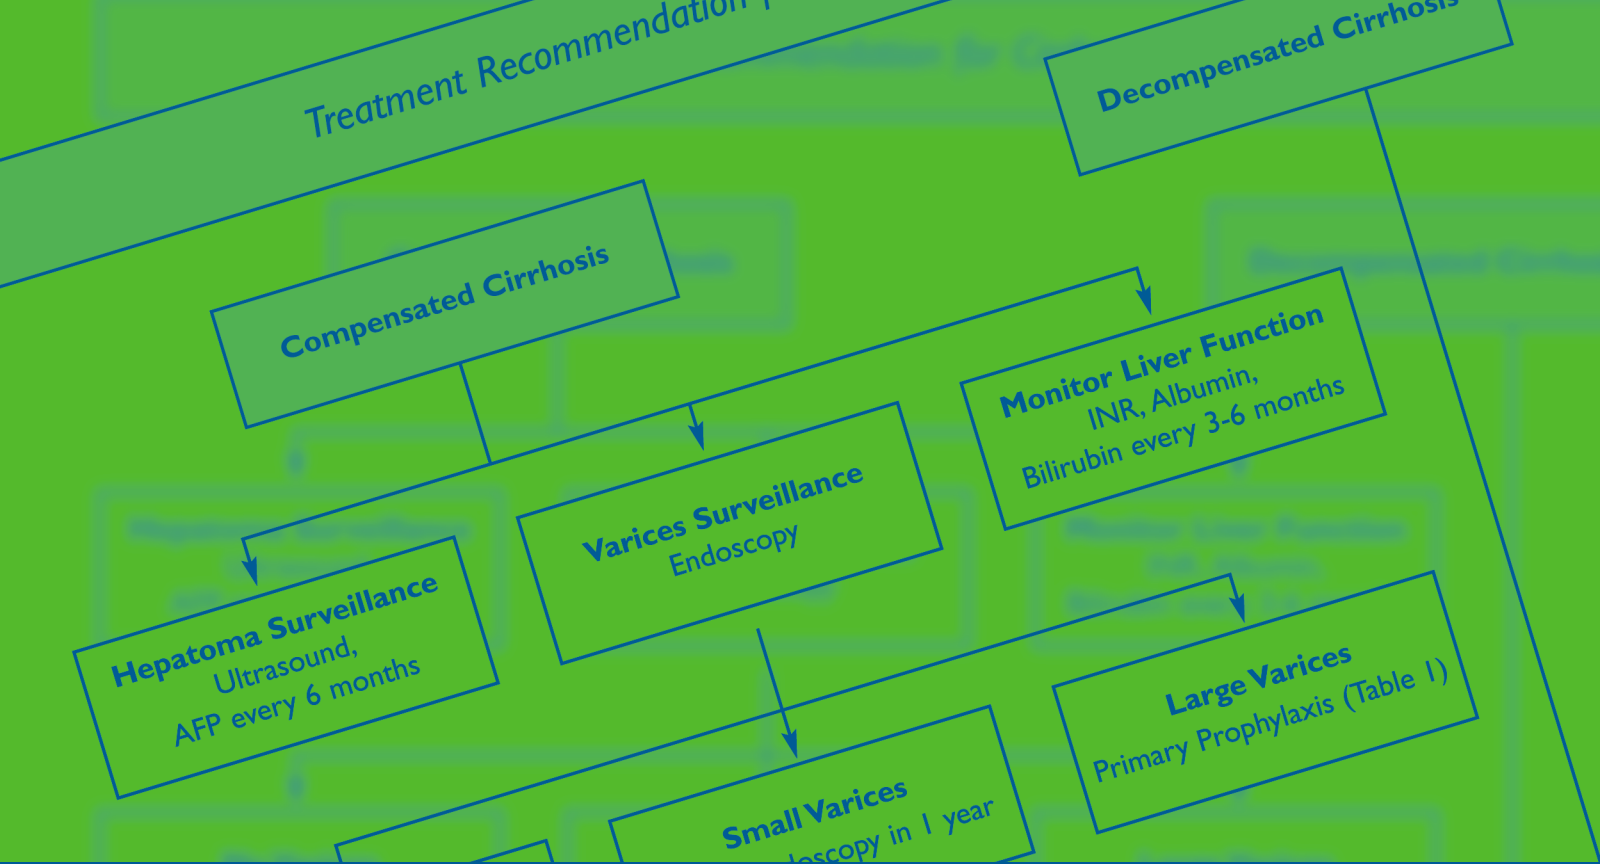 Treatment Recommendation
Decompensated Cirrhosis
Compensated Cirrhosis
Monitor Liver Function
INR, Albumin,
Bilirubin every 3-6 months
Varices Surveillance
Endoscopy
Hepatoma Surveillance
Ultrasound,
AFP every 6 months
Large Varices
Primary Prophylaxis (Table 1)
Small Varices
in 1 year